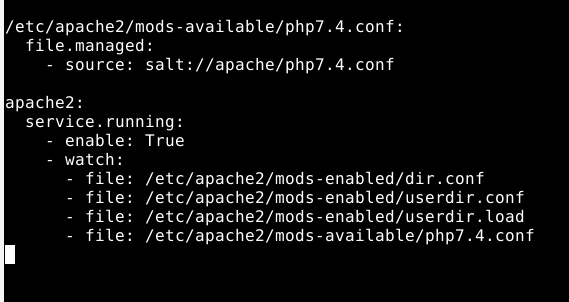 /etc/apache2/mods-available/php7.4.conf:
  file.managed:
    - source: salt://apache/php7.4.conf

apache2:
  service.running:
    - enable: True
    - watch:
      - file: /etc/apache2/mods-enabled/dir.conf
      - file: /etc/apache2/mods-enabled/userdir.conf
      - file: /etc/apache2/mods-enabled/userdir.load
      - file: /etc/apache2/mods-available/php7.4.conf